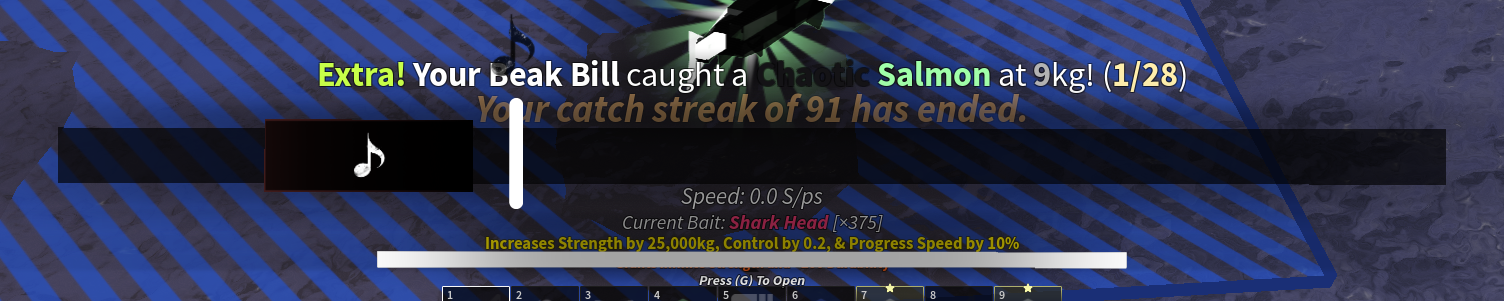 Extra! Your Beak Bill caught a Chaotic Salmon at 9kg! (1/28)
Your catch streak of 91 has ended.
Speed: 0.0 S/ps
Current Bait: Shark Head [×375]
Increases Strength by 25,000kg, Control by 0.2, & Progress Speed by 10%
Press (G) To Open
1 2 3 4 5 6 7 8 9